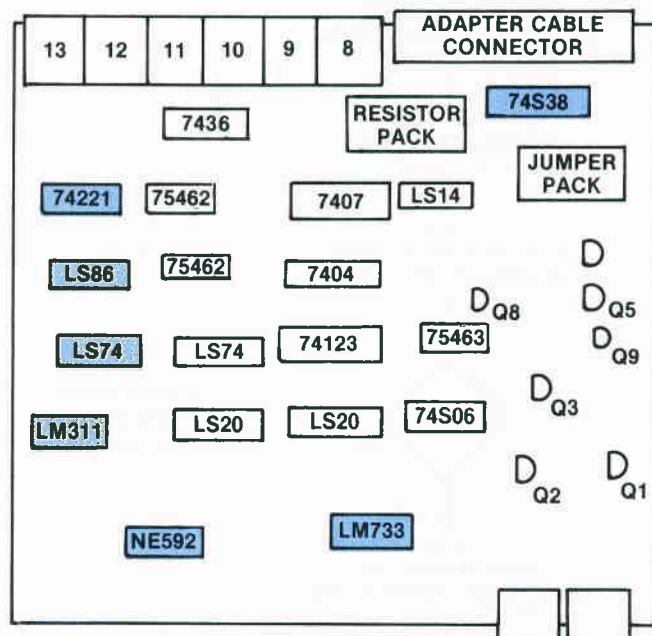 ADAPTER CABLE
CONNECTOR
13 12 11 10 9 8
74S38
7436
RESISTOR
PACK
JUMPER
PACK
74221 75462 7407 LS14
LS86 75462 7404
Q8 Q5
LS74 LS74 74123 75463
Q9
Q3
LM311 LS20 LS20 74S06
Q2 Q1
NE592 LM733